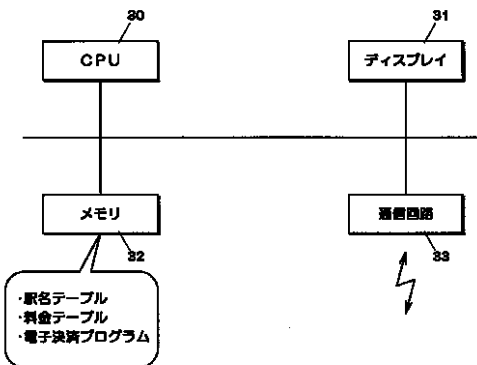 30
CPU
31
ディスプレイ
メモリ
32
通信回路
33
・駅名テーブル
・料金テーブル
・電子決済プログラム